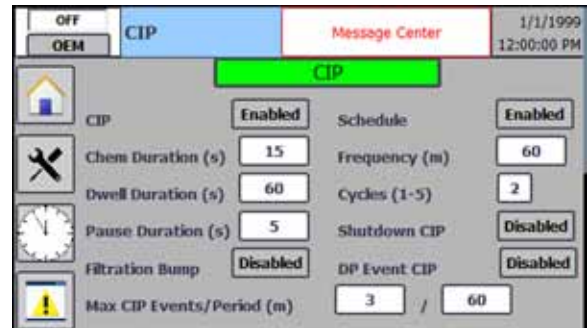 OFF
OEM
CIP
Message Center
1/1/1999
12:00:00 PM
CIP
CIP Enabled Schedule Enabled
Chem Duration (s) 15 Frequency (m) 60
Dwell Duration (s) 60 Cycles (1-5) 2
Pause Duration (s) 5 Shutdown CIP Disabled
Filtration Bump Disabled DP Event CIP Disabled
Max CIP Events/Period (m) 3 / 60